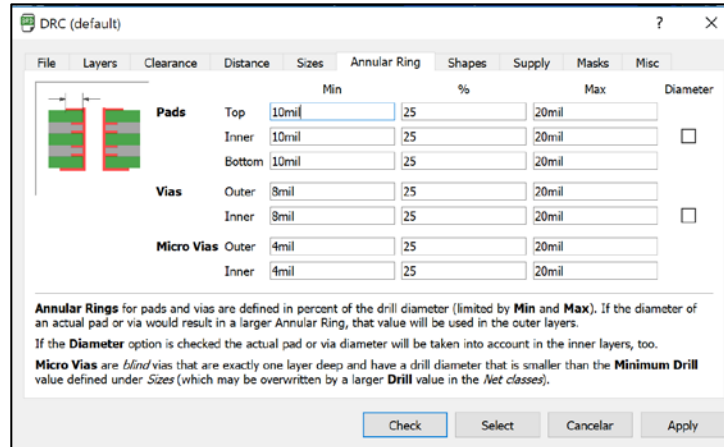 DRC (default) ? ×
File Layers Clearance Distance Sizes Annular Ring Shapes Supply Masks Misc
Min % Max Diameter
Pads Top 10mil 25 20mil
Inner 10mil 25 20mil
Bottom 10mil 25 20mil
Vias Outer 8mil 25 20mil
Inner 8mil 25 20mil
Micro Vias Outer 4mil 25 20mil
Inner 4mil 25 20mil
Annular Rings for pads and vias are defined in percent of the drill diameter (limited by Min and Max). If the diameter of
an actual pad or via would result in a larger Annular Ring, that value will be used in the outer layers.
If the Diameter option is checked the actual pad or via diameter will be taken into account in the inner layers, too.
Micro Vias are blind vias that are exactly one layer deep and have a drill diameter that is smaller than the Minimum Drill
value defined under Sizes (which may be overwritten by a larger Drill value in the Net classes).
Check Select Cancelar Apply